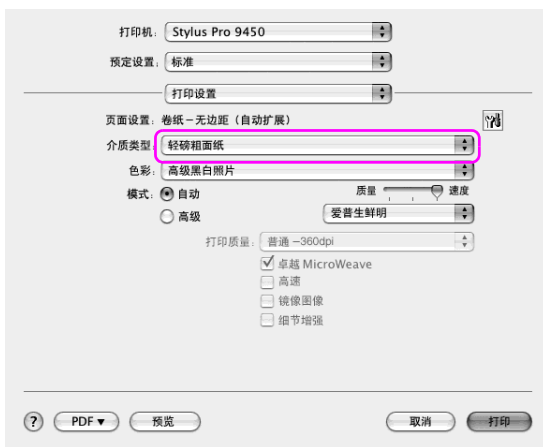 打印机: Stylus Pro 9450
预定设置: 标准
打印设置
页面设置: 卷纸－无边距（自动扩展）
介质类型: 轻磅粗面纸
色彩: 高级黑白照片
模式: 自动 质量 速度
高级 爱普生鲜明
打印质量: 普通 –360dpi
卓越 MicroWeave
高速
镜像图像
细节增强
? PDF▼ 预览 取消 打印